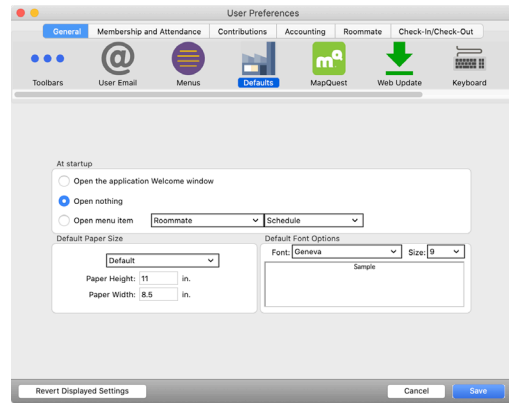 User Preferences
General Membership and Attendance Contributions Accounting Roommate Check-In/Check-Out
@ mq
Toolbars User Email Menus Defaults MapQuest Web Update Keyboard
At startup
Open the application Welcome window
Open nothing
Open menu item Roommate Schedule
Default Paper Size Default Font Options
Default Font: Geneva Size: 9
Sample
Paper Height: 11 in.
Paper Width: 8.5 in.
Revert Displayed Settings Cancel Save